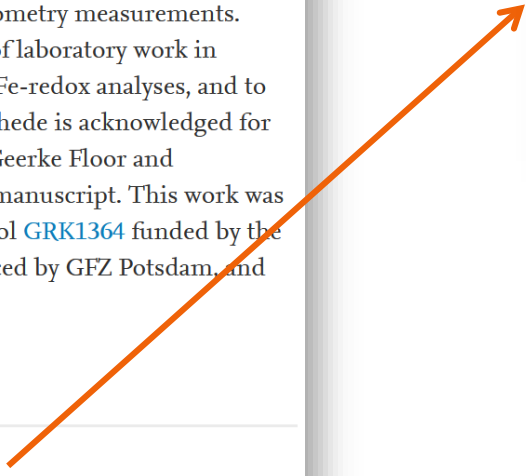 ometry measurements.
of laboratory work in
Fe-redox analyses, and to
hede is acknowledged for
Geerke Floor and
manuscript. This work was
ol GRK1364 funded by the
ced by GFZ Potsdam, and